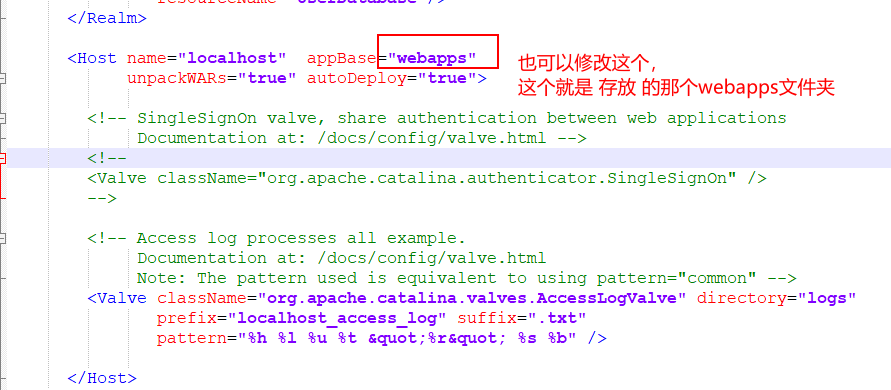 resourceName="UserDatabase"/>
</Realm>
<Host name="localhost"  appBase="webapps"
unpackWARs="true" autoDeploy="true">
也可以修改这个，
这个就是 存放 的那个webapps文件夹
<!-- SingleSignOn valve, share authentication between web applications
Documentation at: /docs/config/valve.html -->
<!--
<Valve className="org.apache.catalina.authenticator.SingleSignOn" />
-->
<!-- Access log processes all example.
Documentation at: /docs/config/valve.html
Note: The pattern used is equivalent to using pattern="common" -->
<Valve className="org.apache.catalina.valves.AccessLogValve" directory="logs"
prefix="localhost_access_log" suffix=".txt"
pattern="%h %l %u %t &quot;%r&quot; %s %b" />
</Host>